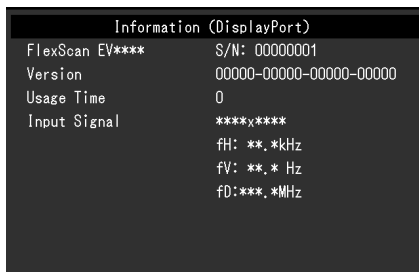 Information (DisplayPort)
FlexScan EV**** S/N: 00000001
Version 00000-00000-00000-00000
Usage Time 0
Input Signal ****x****
fH: **.*kHz
fV: **.* Hz
fD:***.*MHz